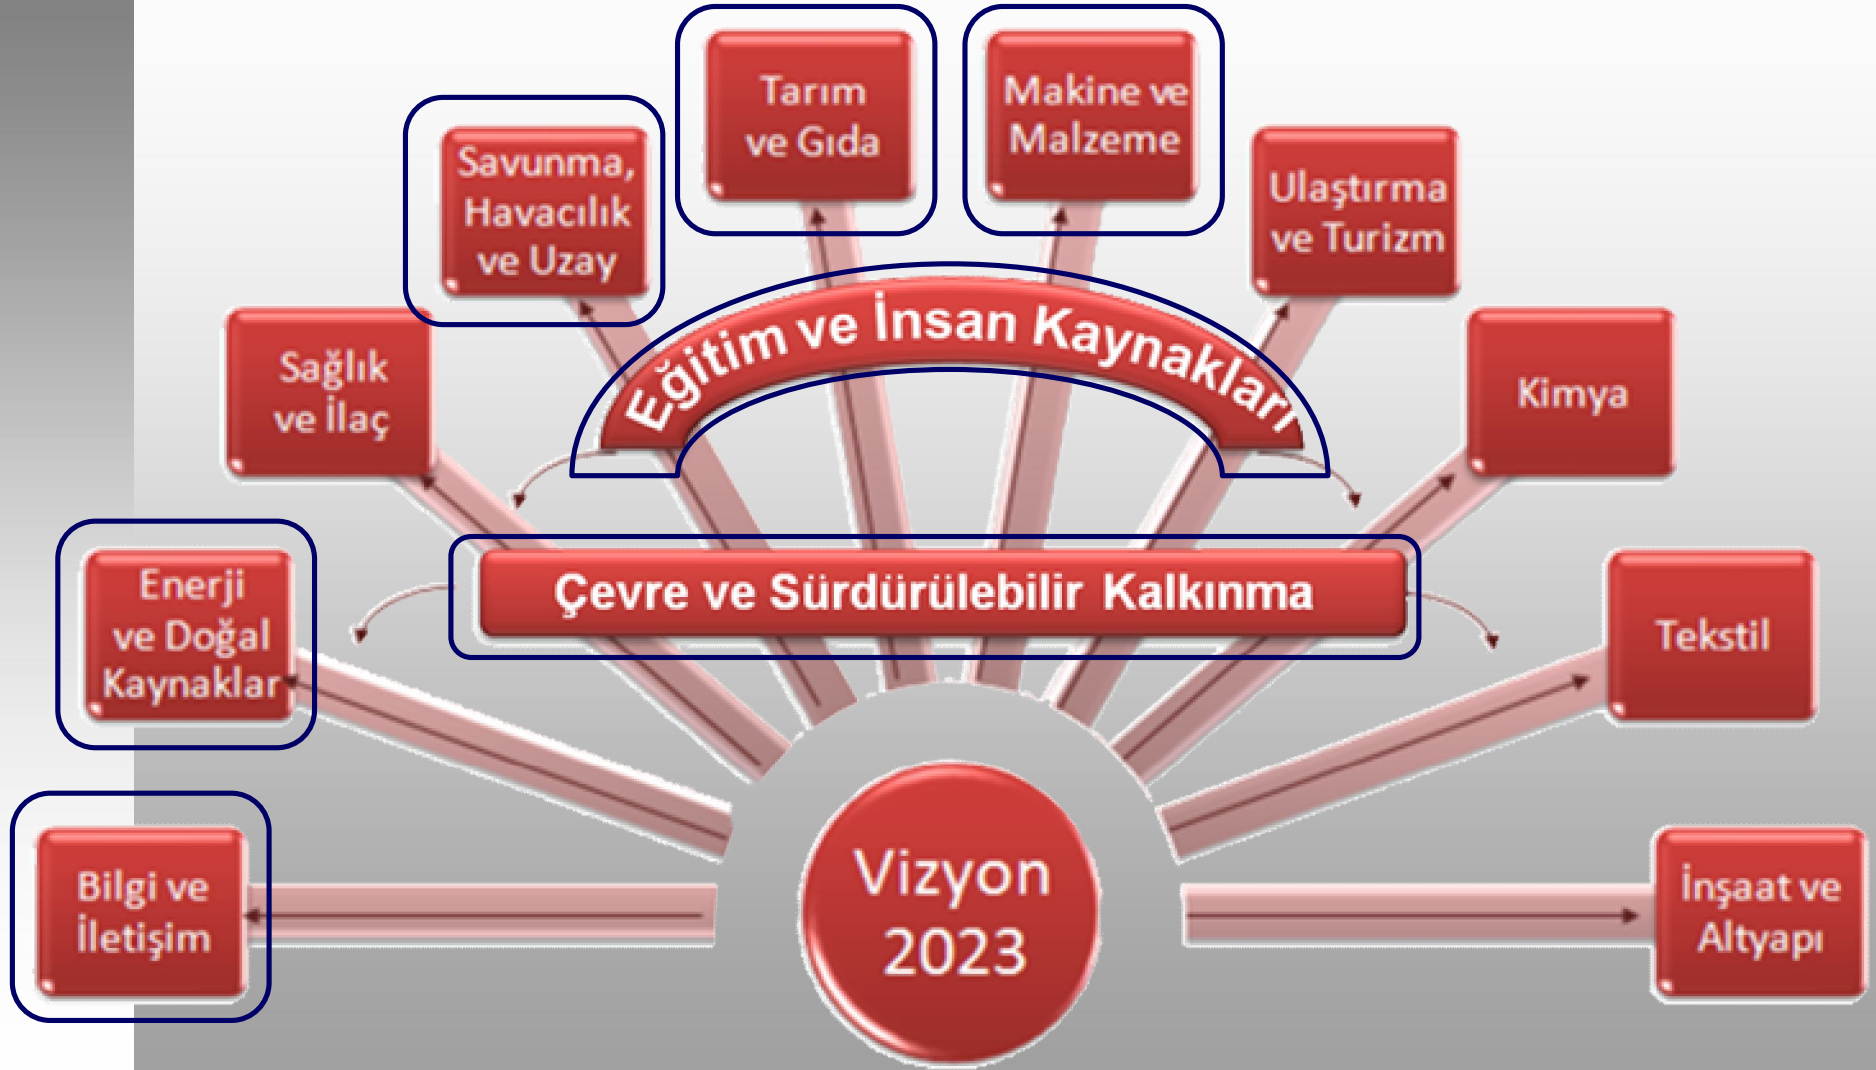 Tarım
ve Gıda
Makine ve
Malzeme
Savunma,
Havacılık
ve Uzay
Ulaştırma
ve Turizm
Eğitim ve İnsan Kaynakları
Sağlık
ve İlaç
Kimya
Enerji
ve Doğal
Kaynaklar
Çevre ve Sürdürülebilir Kalkınma
Tekstil
Bilgi ve
İletişim
Vizyon
2023
İnşaat ve
Altyapı